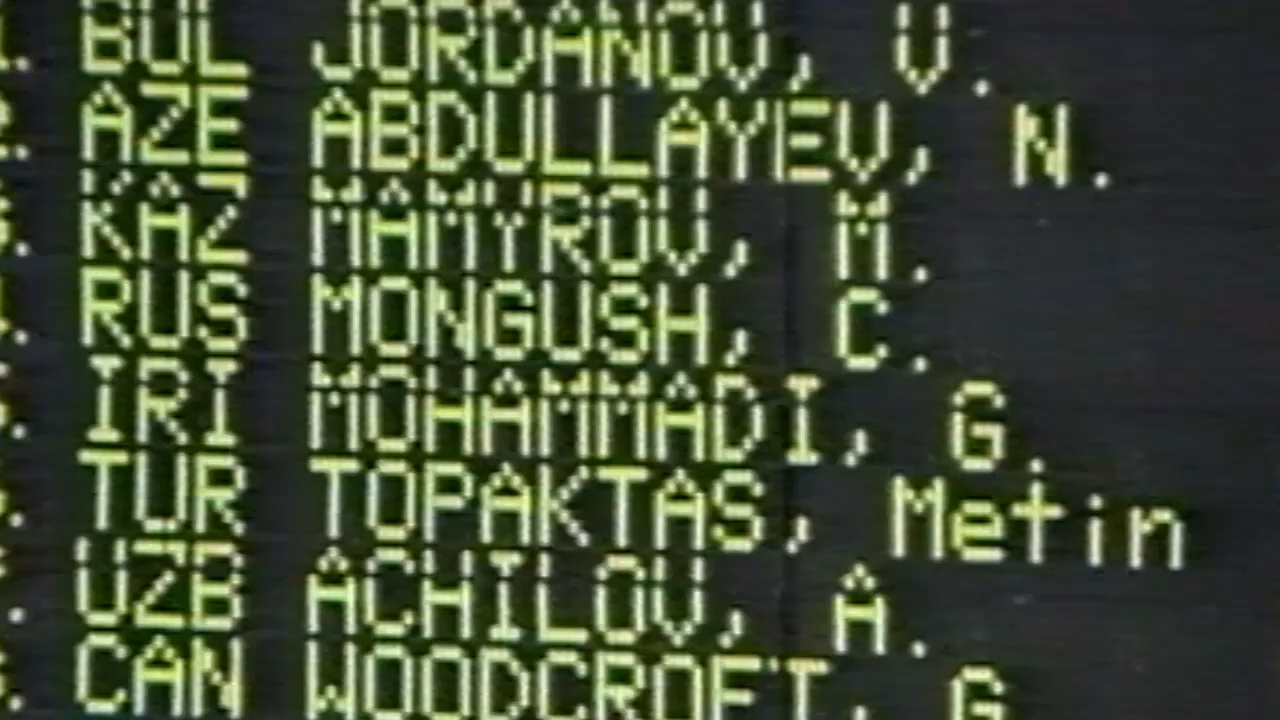 BUL JORDANOV, V.
AZE ABDULLAYEV, N.
KAZ MAMYROV, M.
RUS MONGUSH, C.
IRI MOHAMMADI, G.
TUR TOPAKTAS, Metin
UZB ACHILOV, A.
CAN WOODCROFT, G